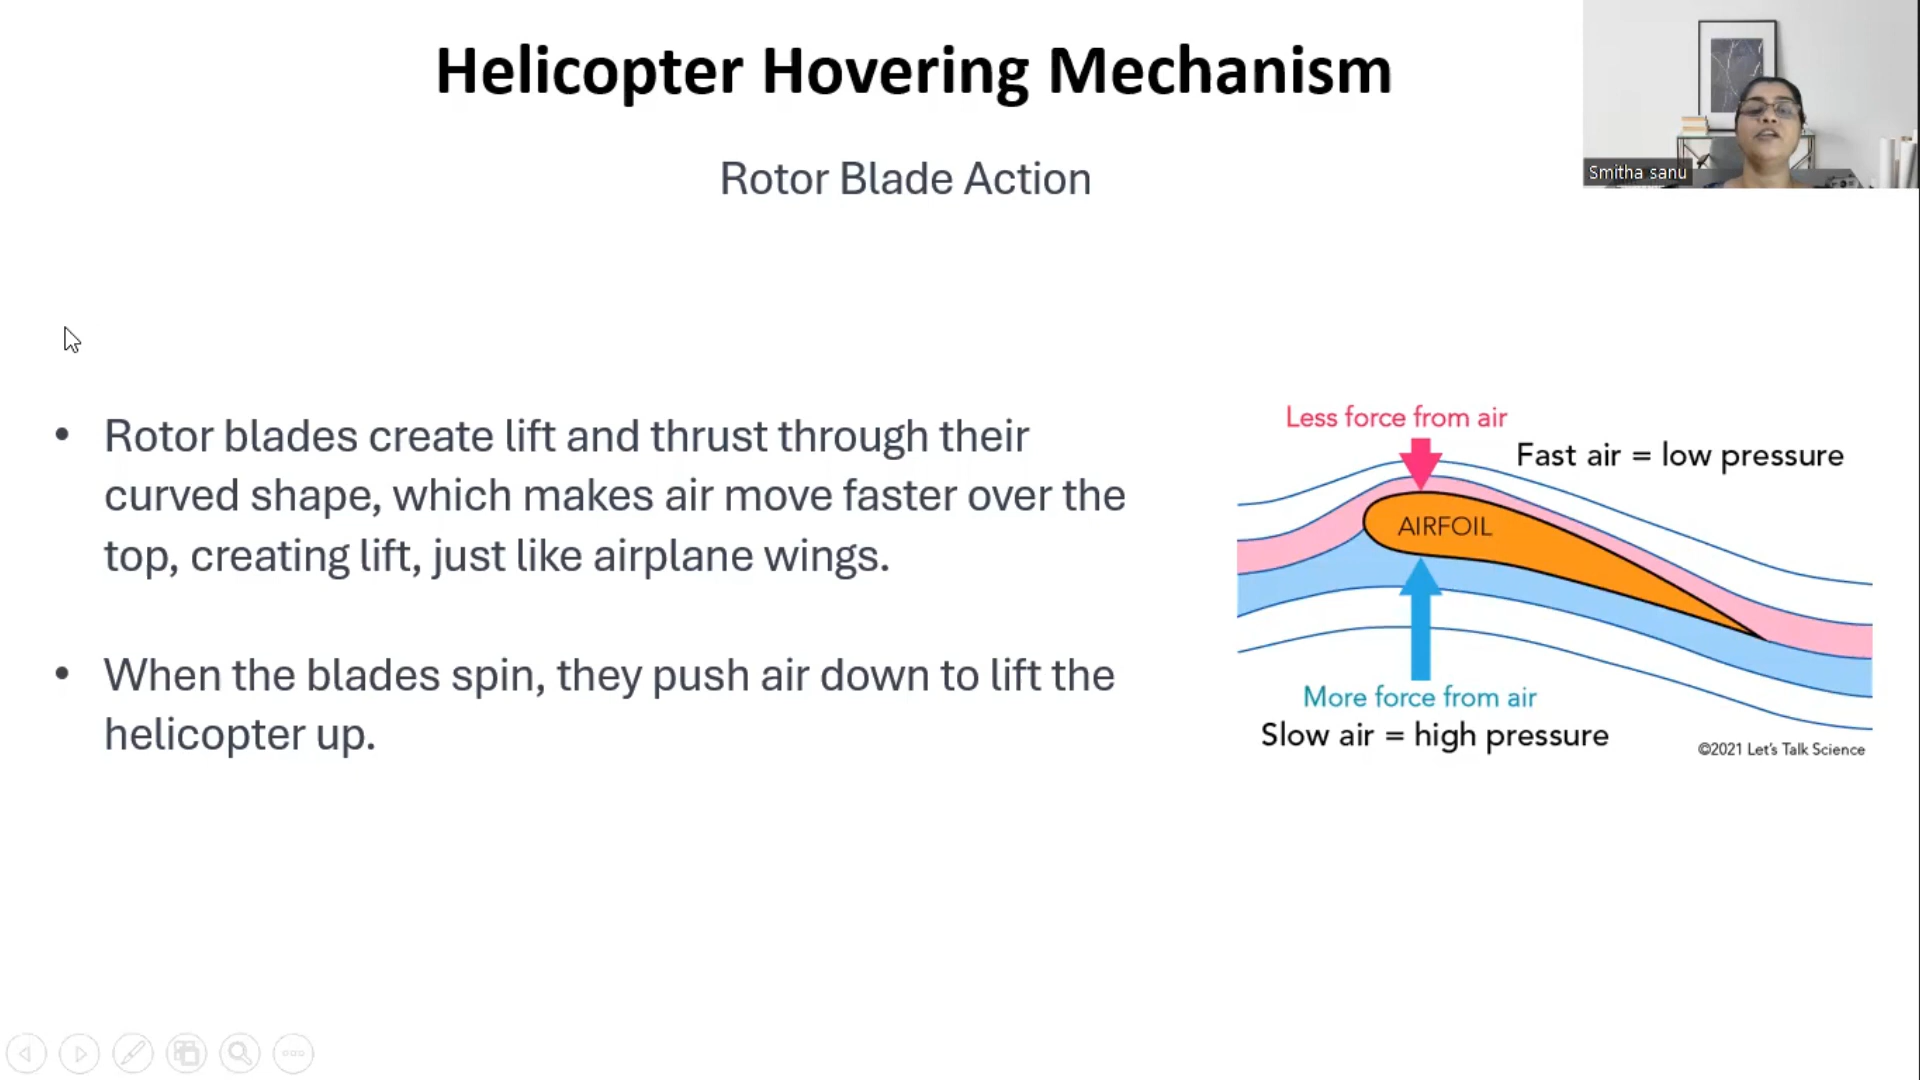 Helicopter Hovering Mechanism
Smitha sanu
Rotor Blade Action
• Rotor blades create lift and thrust through their
curved shape, which makes air move faster over the
top, creating lift, just like airplane wings.
• When the blades spin, they push air down to lift the
helicopter up.
Less force from air
Fast air = low pressure
AIRFOIL
More force from air
Slow air = high pressure
©2021 Let's Talk Science